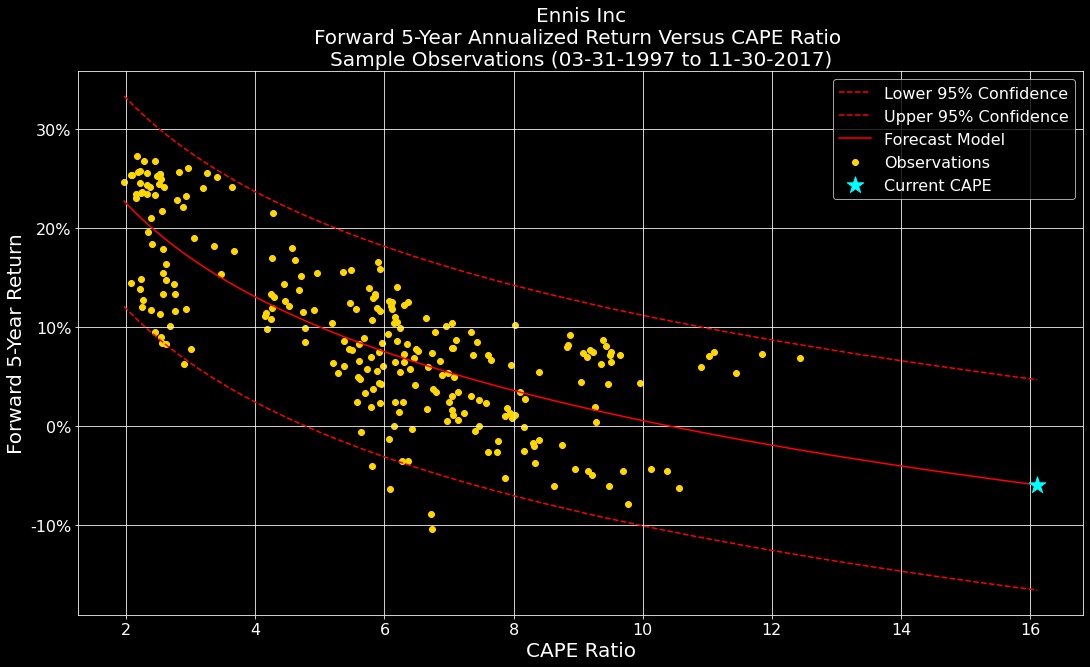 Ennis Inc
Forward 5-Year Annualized Return Versus CAPE Ratio
Sample Observations (03-31-1997 to 11-30-2017)
Lower 95% Confidence
Upper 95% Confidence
Forecast Model
Observations
Current CAPE
Forward 5-Year Return
30%
20%
10%
0%
-10%
2 4 6 8 10 12 14 16
CAPE Ratio